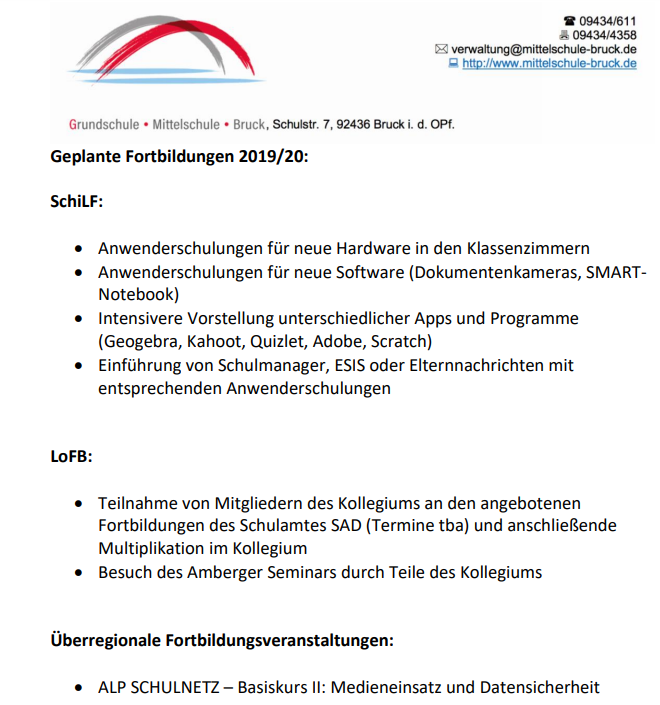 09434/611
09434/4358
verwaltung@mittelschule-bruck.de
http://www.mittelschule-bruck.de
Grundschule • Mittelschule • Bruck, Schulstr. 7, 92436 Bruck i. d. OPf.
Geplante Fortbildungen 2019/20:
SchiLF:
• Anwenderschulungen für neue Hardware in den Klassenzimmern
• Anwenderschulungen für neue Software (Dokumentenkameras, SMART-
Notebook)
• Intensivere Vorstellung unterschiedlicher Apps und Programme
(Geogebra, Kahoot, Quizlet, Adobe, Scratch)
• Einführung von Schulmanager, ESIS oder Elternnachrichten mit
entsprechenden Anwenderschulungen
LoFB:
• Teilnahme von Mitgliedern des Kollegiums an den angebotenen
Fortbildungen des Schulamtes SAD (Termine tba) und anschließende
Multiplikation im Kollegium
• Besuch des Amberger Seminars durch Teile des Kollegiums
Überregionale Fortbildungsveranstaltungen:
• ALP SCHULNETZ – Basiskurs II: Medieneinsatz und Datensicherheit